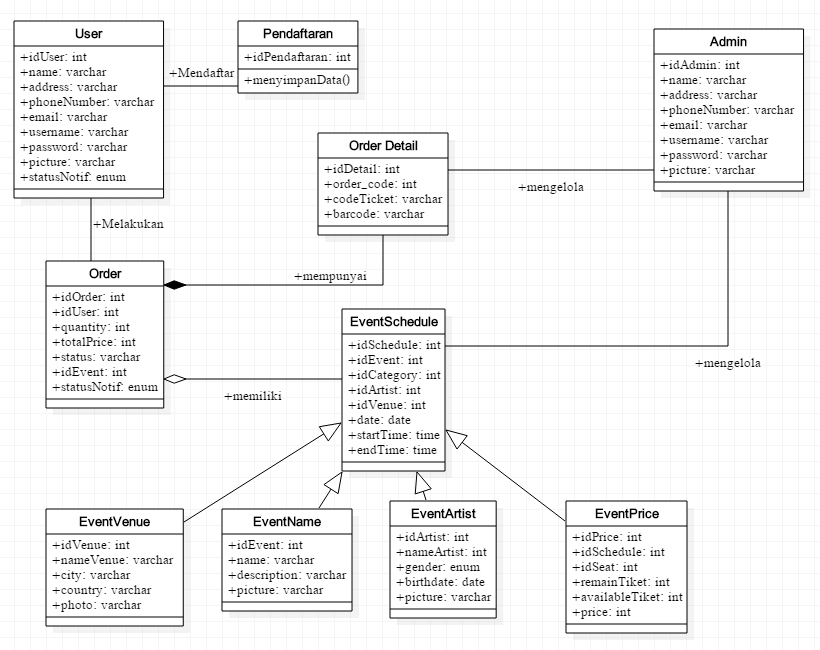 User
+idUser: int
+name: varchar
+address: varchar
+phoneNumber: varchar
+email: varchar
+username: varchar
+password: varchar
+picture: varchar
+statusNotif: enum
+Mendaftar
Pendaftaran
+idPendaftaran: int
+menyimpanData()
Admin
+idAdmin: int
+name: varchar
+address: varchar
+phoneNumber: varchar
+email: varchar
+username: varchar
+password: varchar
+picture: varchar
Order Detail
+idDetail: int
+order_code: int
+codeTicket: varchar
+barcode: varchar
+mengelola
+Melakukan
+mempunyai
Order
+idOrder: int
+idUser: int
+quantity: int
+totalPrice: int
+status: varchar
+idEvent: int
+statusNotif: enum
+memiliki
EventSchedule
+idSchedule: int
+idEvent: int
+idCategory: int
+idArtist: int
+idVenue: int
+date: date
+startTime: time
+endTime: time
+mengelola
EventVenue
+idVenue: int
+nameVenue: varchar
+city: varchar
+country: varchar
+photo: varchar
EventName
+idEvent: int
+name: varchar
+description: varchar
+picture: varchar
EventArtist
+idArtist: int
+nameArtist: int
+gender: enum
+birthdate: date
+picture: varchar
EventPrice
+idPrice: int
+idSchedule: int
+idSeat: int
+remainTiket: int
+availableTiket: int
+price: int